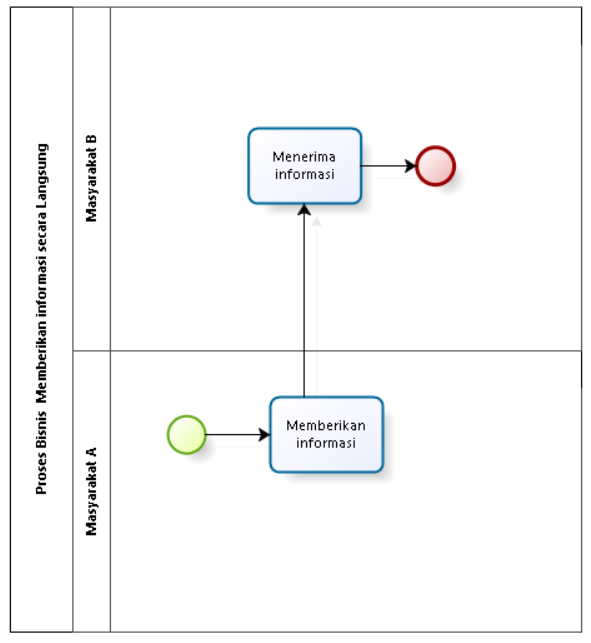 Proses Bisnis Memberikan informasi secara Langsung
Masyarakat B
Menerima
informasi
Masyarakat A
Memberikan
informasi